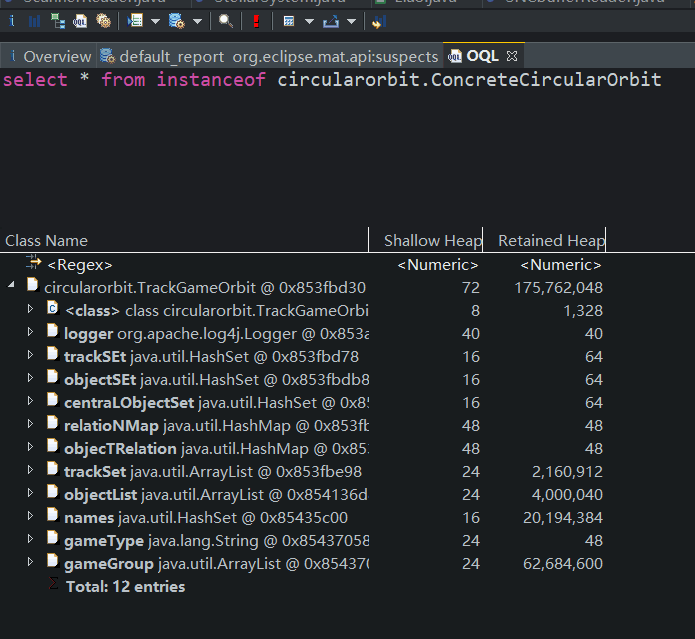 Overview default_report org.eclipse.mat.api:suspects OQL
select * from instanceof circularorbit.ConcreteCircularOrbit
Class Name Shallow Heap Retained Heap
<Regex> <Numeric> <Numeric>
circularorbit.TrackGameOrbit @ 0x853fbd30 72 175,762,048
<class> class circularorbit.TrackGameOrbi 8 1,328
logger org.apache.log4j.Logger @ 0x853a 40 40
trackSEt java.util.HashSet @ 0x853fbd78 16 64
objectSEt java.util.HashSet @ 0x853fbdb8 16 64
centraLObjectSet java.util.HashSet @ 0x85 16 64
relatioNMap java.util.HashMap @ 0x853fb 48 48
objecTRelation java.util.HashMap @ 0x853 48 48
trackSet java.util.ArrayList @ 0x853fbe98 24 2,160,912
objectList java.util.ArrayList @ 0x854136d 24 4,000,040
names java.util.HashSet @ 0x85435c00 16 20,194,384
gameType java.lang.String @ 0x85437058 24 48
gameGroup java.util.ArrayList @ 0x85437 24 62,684,600
Σ Total: 12 entries